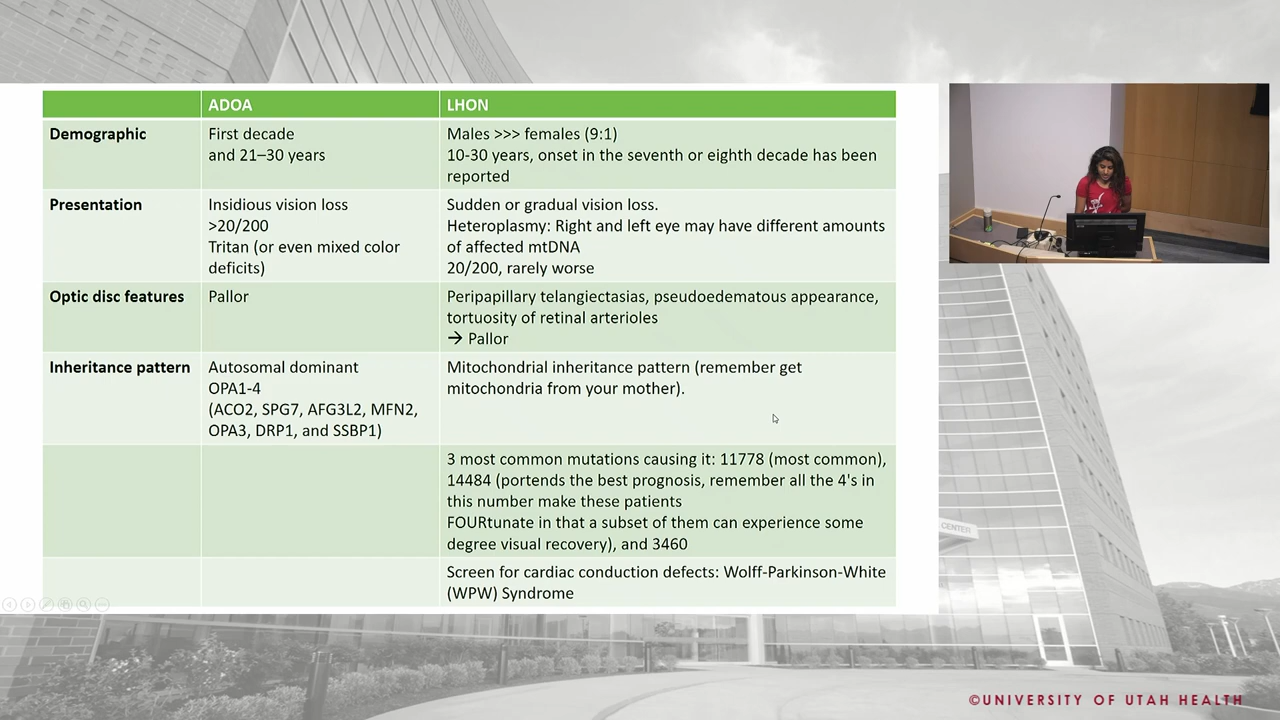 ADOA
LHON
Demographic
First decade
and 21–30 years
Males >>> females (9:1)
10-30 years, onset in the seventh or eighth decade has been
reported
Presentation
Insidious vision loss
>20/200
Tritan (or even mixed color
deficits)
Sudden or gradual vision loss.
Heteroplasmy: Right and left eye may have different amounts
of affected mtDNA
20/200, rarely worse
Optic disc features
Pallor
Peripapillary telangiectasias, pseudoedematous appearance,
tortuosity of retinal arterioles
→ Pallor
Inheritance pattern
Autosomal dominant
OPA1-4
(ACO2, SPG7, AFG3L2, MFN2,
OPA3, DRP1, and SSBP1)
Mitochondrial inheritance pattern (remember get
mitochondria from your mother).
3 most common mutations causing it: 11778 (most common),
14484 (portends the best prognosis, remember all the 4's in
this number make these patients
FOURtunate in that a subset of them can experience some
degree visual recovery), and 3460
Screen for cardiac conduction defects: Wolff-Parkinson-White
(WPW) Syndrome
CENTER
©UNIVERSITY OF UTAH HEALTH